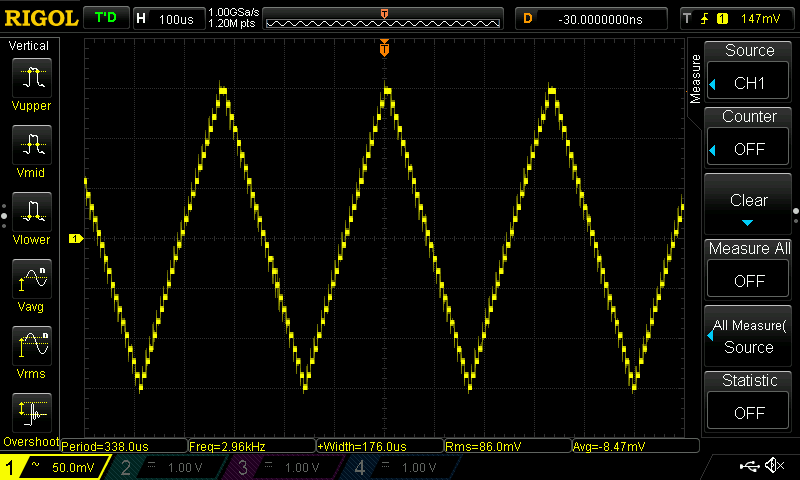 RIGOL T'D H 100us 1.00GSa/s D -30.0000000ns T 1 147mV
1.20M pts
T
Vertical
Vupper
Vmid
Vlower
Vavg
Vrms
Overshoot
T
1
Measure
Source
CH1
Counter
OFF
Clear
Measure All
OFF
All Measure(
Source
Statistic
OFF
Period=338.0us Freq=2.96kHz +Width=176.0us Rms=86.0mV Avg=-8.47mV
1 ~ 50.0mV 2 1.00 V 3 1.00 V 4 1.00 V